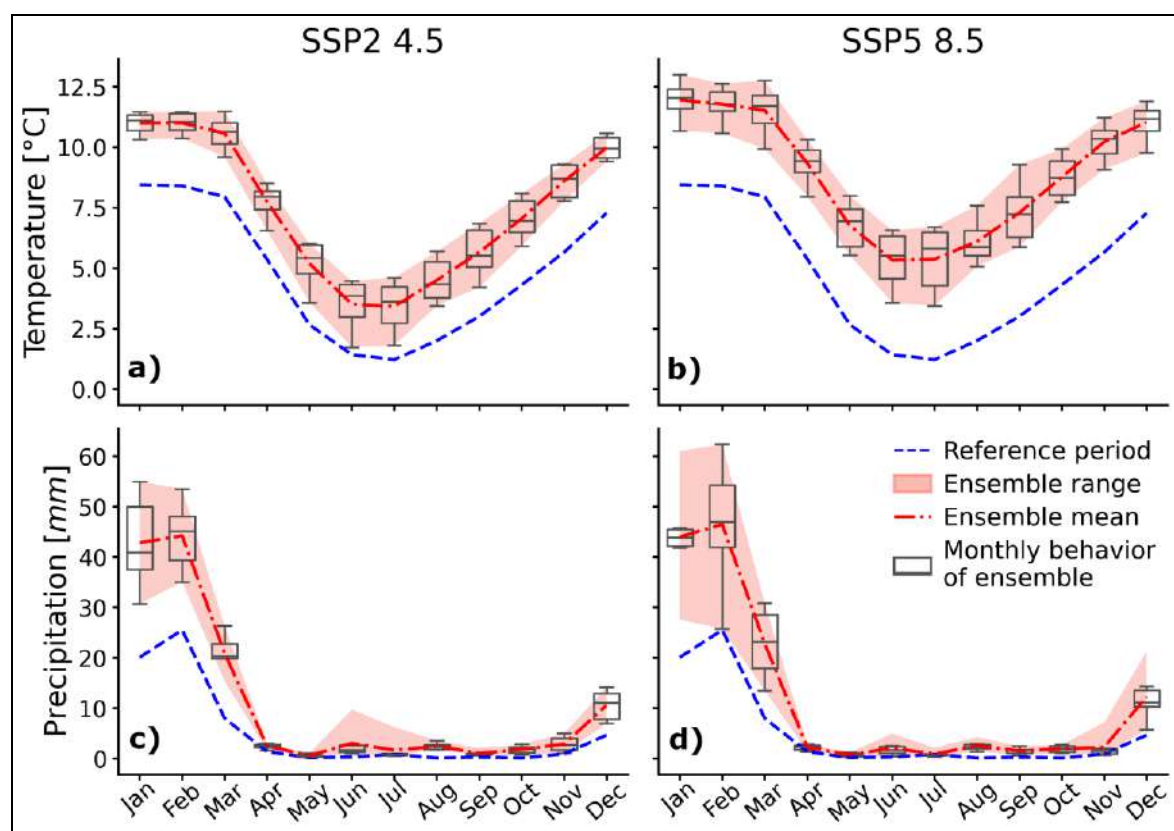 SSP2 4.5
SSP5 8.5
Temperature [°C]
12.5
10.0
7.5
5.0
2.5
0.0
a)
b)
Precipitation [mm]
60
50
40
30
20
10
0
c)
d)
Reference period
Ensemble range
Ensemble mean
Monthly behavior
of ensemble
Jan Feb Mar Apr May Jun Jul Aug Sep Oct Nov Dec
Jan Feb Mar Apr May Jun Jul Aug Sep Oct Nov Dec